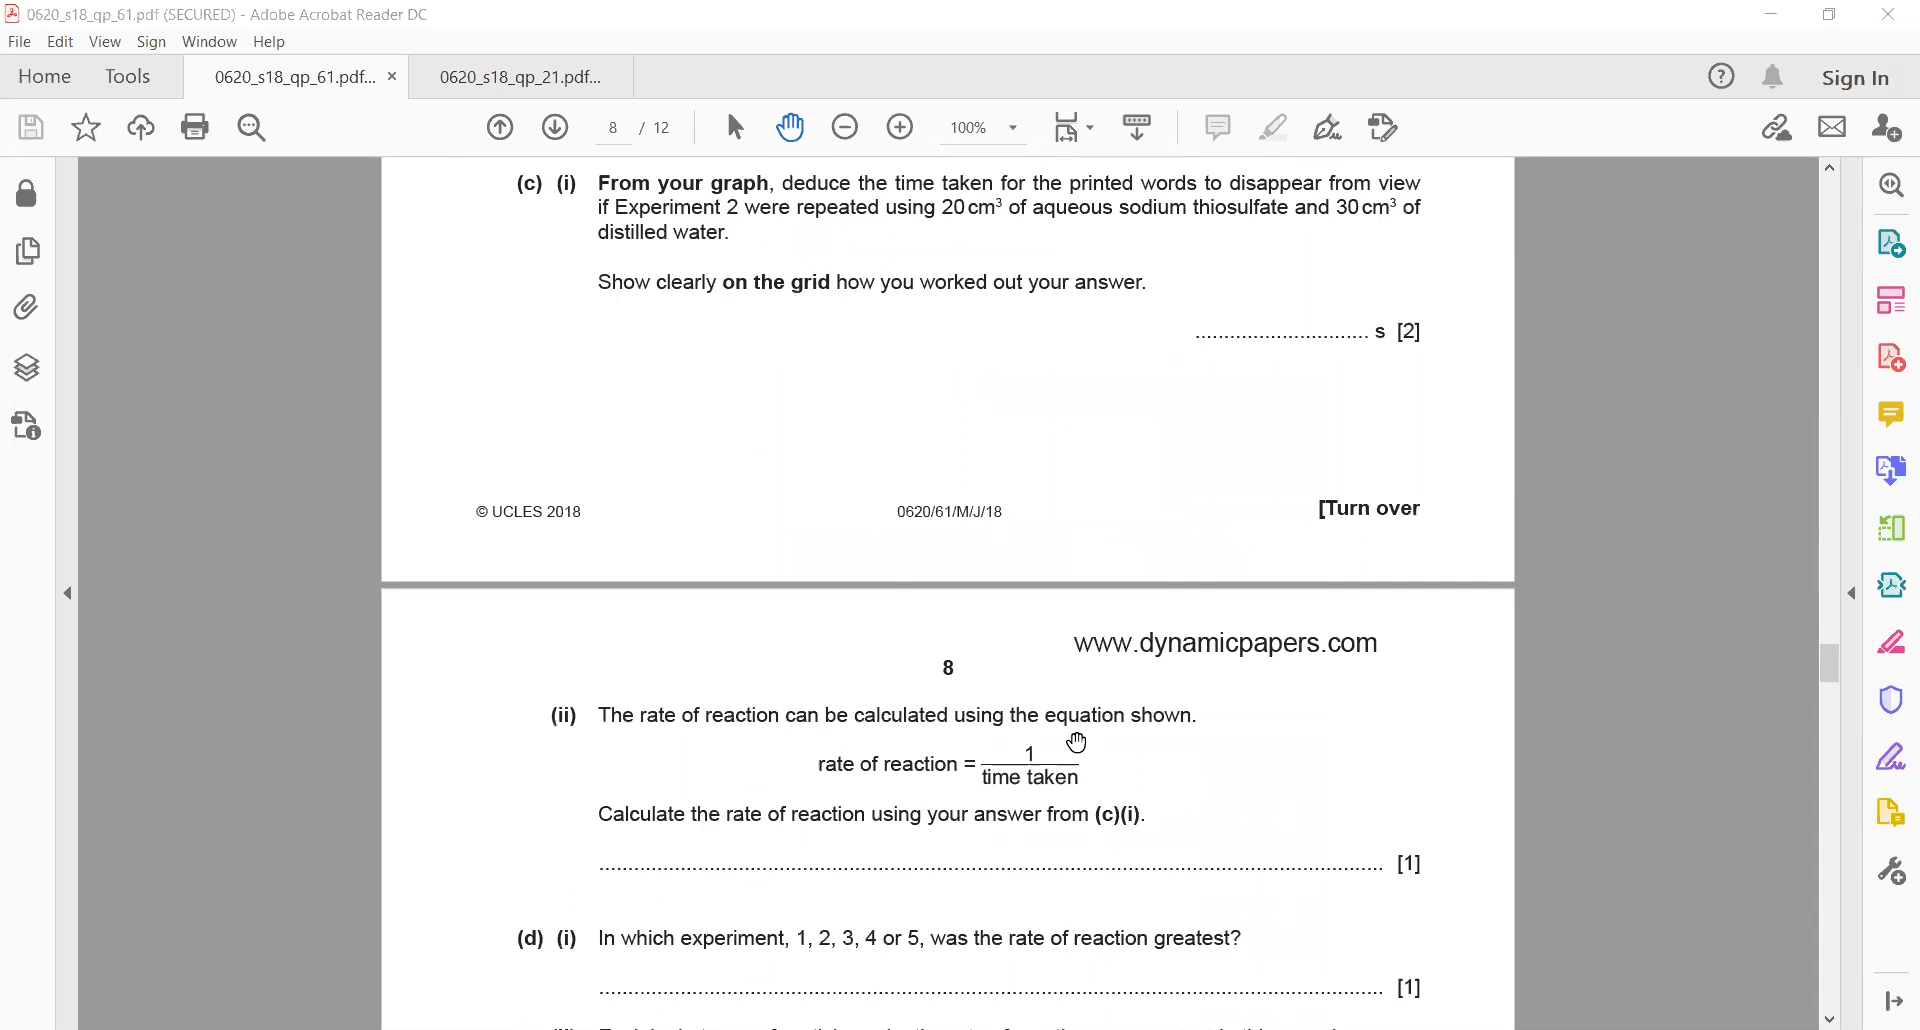 0620_s18_qp_61.pdf (SECURED) - Adobe Acrobat Reader DC
File Edit View Sign Window Help
Home Tools 0620_s18_qp_61.pdf... × 0620_s18_qp_21.pdf... Sign In
8 / 12 100%
(c) (i) From your graph, deduce the time taken for the printed words to disappear from view
if Experiment 2 were repeated using 20 cm³ of aqueous sodium thiosulfate and 30 cm³ of
distilled water.
Show clearly on the grid how you worked out your answer.
.............................. s [2]
© UCLES 2018 0620/61/M/J/18 [Turn over
www.dynamicpapers.com
8
(ii) The rate of reaction can be calculated using the equation shown.
rate of reaction = 1
time taken
Calculate the rate of reaction using your answer from (c)(i).
.............................................................................................................................. [1]
(d) (i) In which experiment, 1, 2, 3, 4 or 5, was the rate of reaction greatest?
.............................................................................................................................. [1]